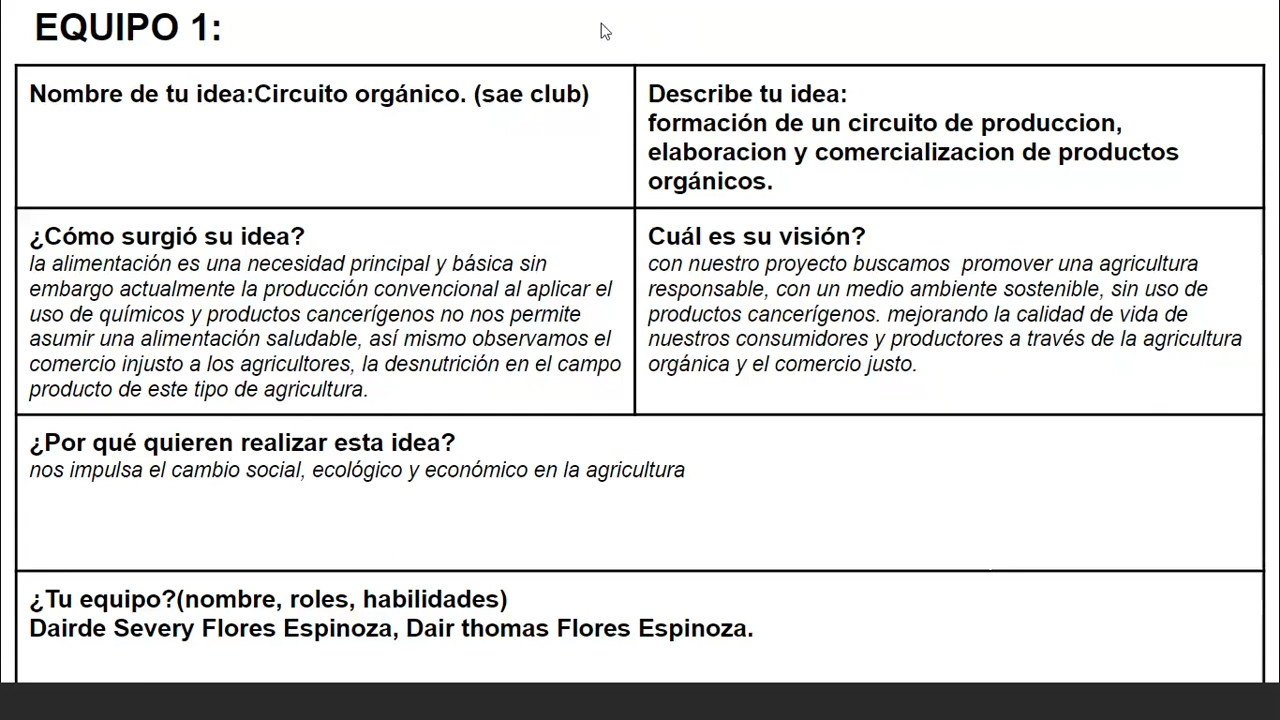 EQUIPO 1:
Nombre de tu idea:Circuito orgánico. (sae club)
Describe tu idea:
formación de un circuito de produccion,
elaboracion y comercializacion de productos
orgánicos.
¿Cómo surgió su idea?
la alimentación es una necesidad principal y básica sin
embargo actualmente la producción convencional al aplicar el
uso de químicos y productos cancerígenos no nos permite
asumir una alimentación saludable, así mismo observamos el
comercio injusto a los agricultores, la desnutrición en el campo
producto de este tipo de agricultura.
Cuál es su visión?
con nuestro proyecto buscamos  promover una agricultura
responsable, con un medio ambiente sostenible, sin uso de
productos cancerígenos. mejorando la calidad de vida de
nuestros consumidores y productores a través de la agricultura
orgánica y el comercio justo.
¿Por qué quieren realizar esta idea?
nos impulsa el cambio social, ecológico y económico en la agricultura
¿Tu equipo?(nombre, roles, habilidades)
Dairde Severy Flores Espinoza, Dair thomas Flores Espinoza.